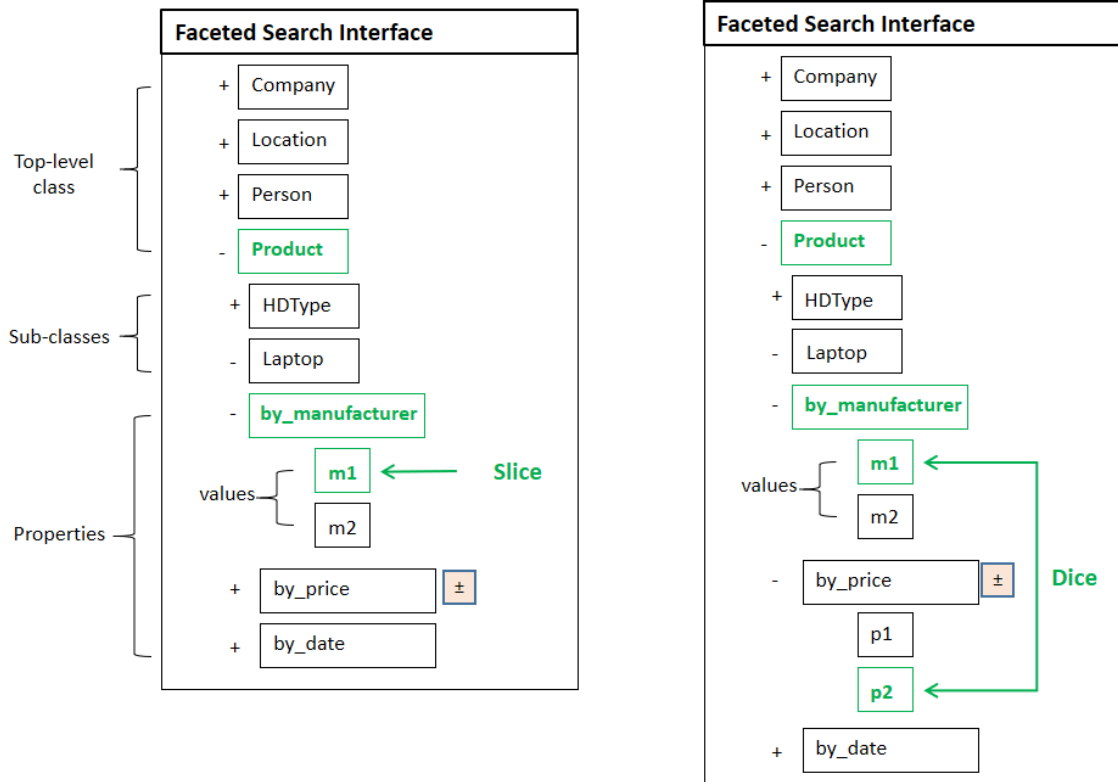 Faceted Search Interface
+ Company
+ Location
Top-level
class
+ Person
- Product
+ HDType
Sub-classes
- Laptop
- by_manufacturer
m1
Slice
values
m2
Properties
+ by_price ±
+ by_date
Faceted Search Interface
+ Company
+ Location
+ Person
- Product
+ HDType
- Laptop
- by_manufacturer
m1
values
m2
- by_price ±
Dice
p1
p2
+ by_date